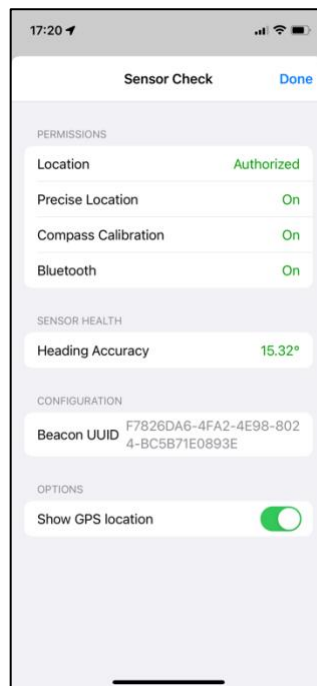 17:20
Sensor Check Done
PERMISSIONS
Location Authorized
Precise Location On
Compass Calibration On
Bluetooth On
SENSOR HEALTH
Heading Accuracy 15.32°
CONFIGURATION
Beacon UUID F7826DA6-4FA2-4E98-802
4-BC5B71E0893E
OPTIONS
Show GPS location